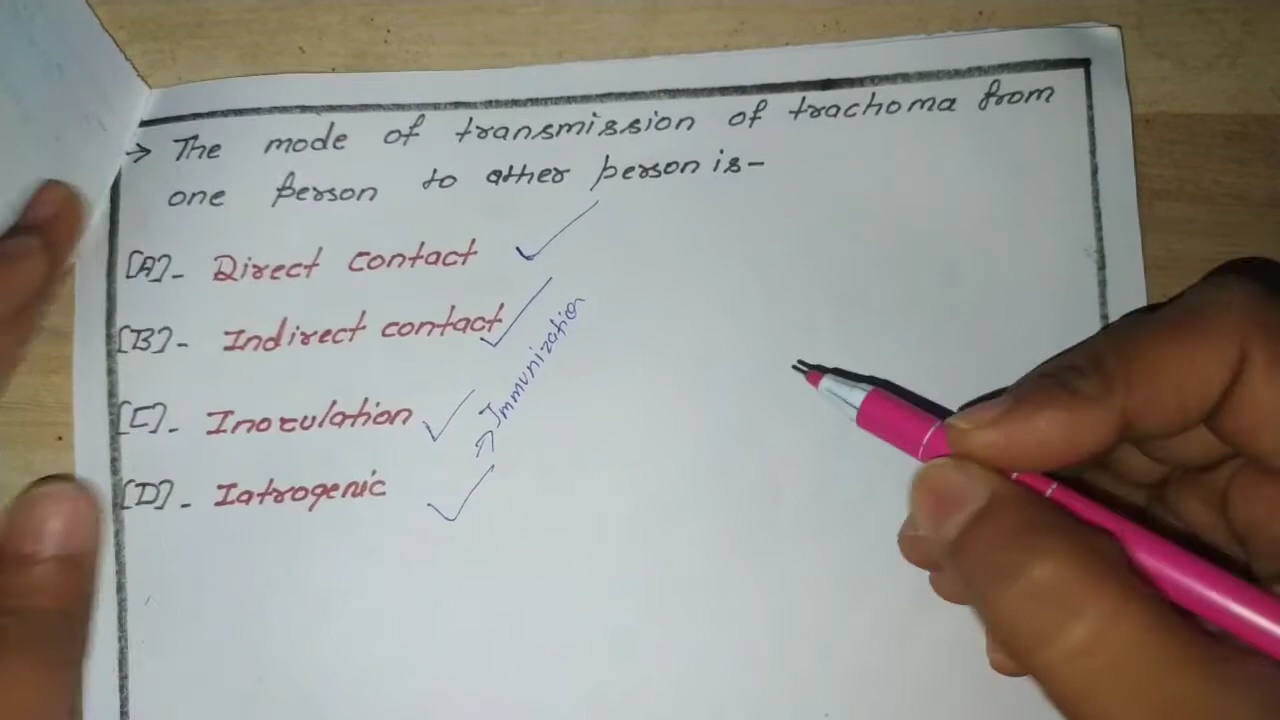 → The mode of transmission of trachoma from
one person to other person is-
[A]- Direct contact
[B]- Indirect contact
[C]- Inoculation → Immunization
[D]- Iatrogenic